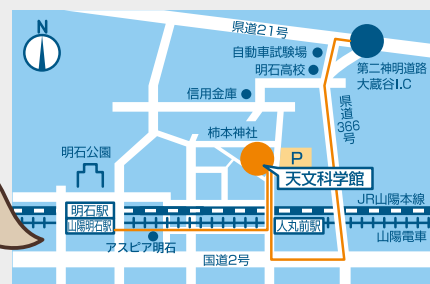 N
県道21号
自動車試験場
明石高校
第二神明道路
大蔵谷I.C
信用金庫
県道
366
号
柿本神社
明石公園
P
天文科学館
JR山陽本線
明石駅
山陽明石駅
人丸前駅
山陽電車
アスピア明石
国道2号